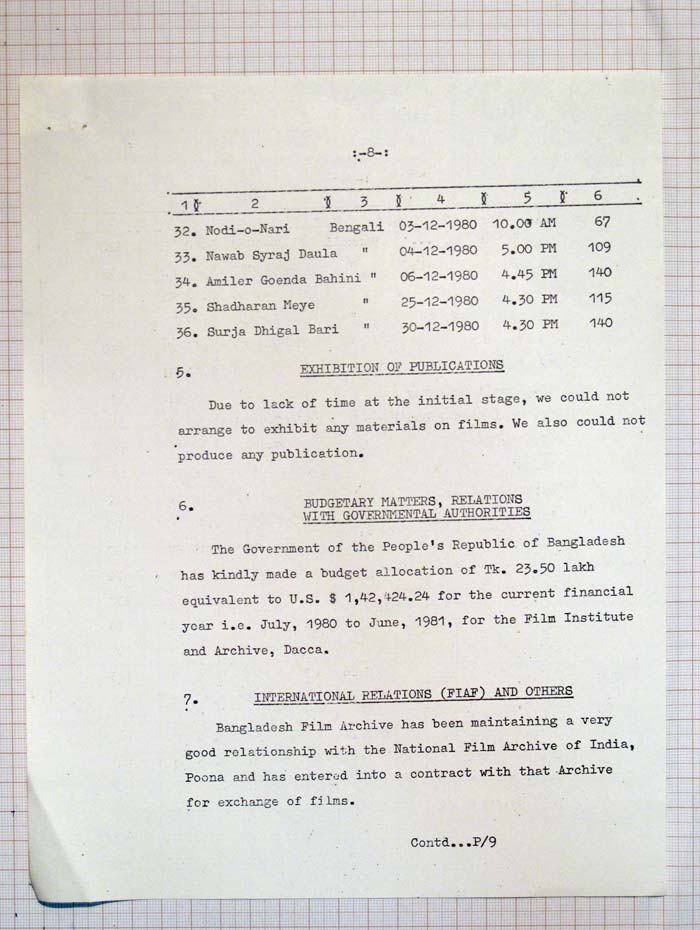 :-8-:
1 2 3 4 5 6
32. Nodi-o-Nari Bengali 03-12-1980 10.00 AM 67
33. Nawab Syraj Daula " 04-12-1980 5.00 PM 109
34. Amiler Goenda Bahini " 06-12-1980 4.45 PM 140
35. Shadharan Meye " 25-12-1980 4.30 PM 115
36. Surja Dhigal Bari " 30-12-1980 4.30 PM 140
5. EXHIBITION OF PUBLICATIONS
Due to lack of time at the initial stage, we could not
arrange to exhibit any materials on films. We also could not
produce any publication.
6. BUDGETARY MATTERS, RELATIONS
WITH GOVERNMENTAL AUTHORITIES
The Government of the People's Republic of Bangladesh
has kindly made a budget allocation of Tk. 23.50 lakh
equivalent to U.S. $ 1,42,424.24 for the current financial
year i.e. July, 1980 to June, 1981, for the Film Institute
and Archive, Dacca.
7. INTERNATIONAL RELATIONS (FIAF) AND OTHERS
Bangladesh Film Archive has been maintaining a very
good relationship with the National Film Archive of India,
Poona and has entered into a contract with that Archive
for exchange of films.
Contd...P/9